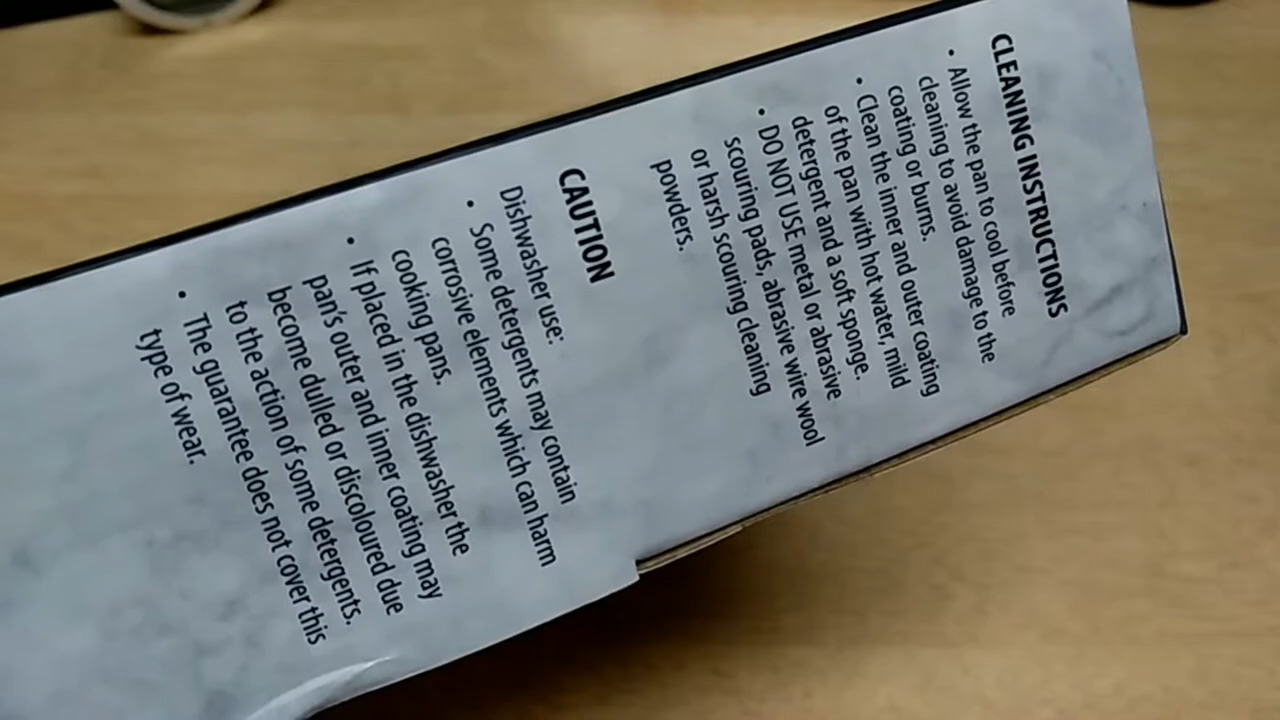 CLEANING INSTRUCTIONS
• Allow the pan to cool before
cleaning to avoid damage to the
coating or burns.
• Clean the inner and outer coating
of the pan with hot water, mild
detergent and a soft sponge.
• DO NOT USE metal or abrasive
scouring pads, abrasive wire wool
or harsh scouring cleaning
powders.
CAUTION
Dishwasher use:
• Some detergents may contain
corrosive elements which can harm
cooking pans.
• If placed in the dishwasher the
pan's outer and inner coating may
become dulled or discoloured due
to the action of some detergents.
• The guarantee does not cover this
type of wear.